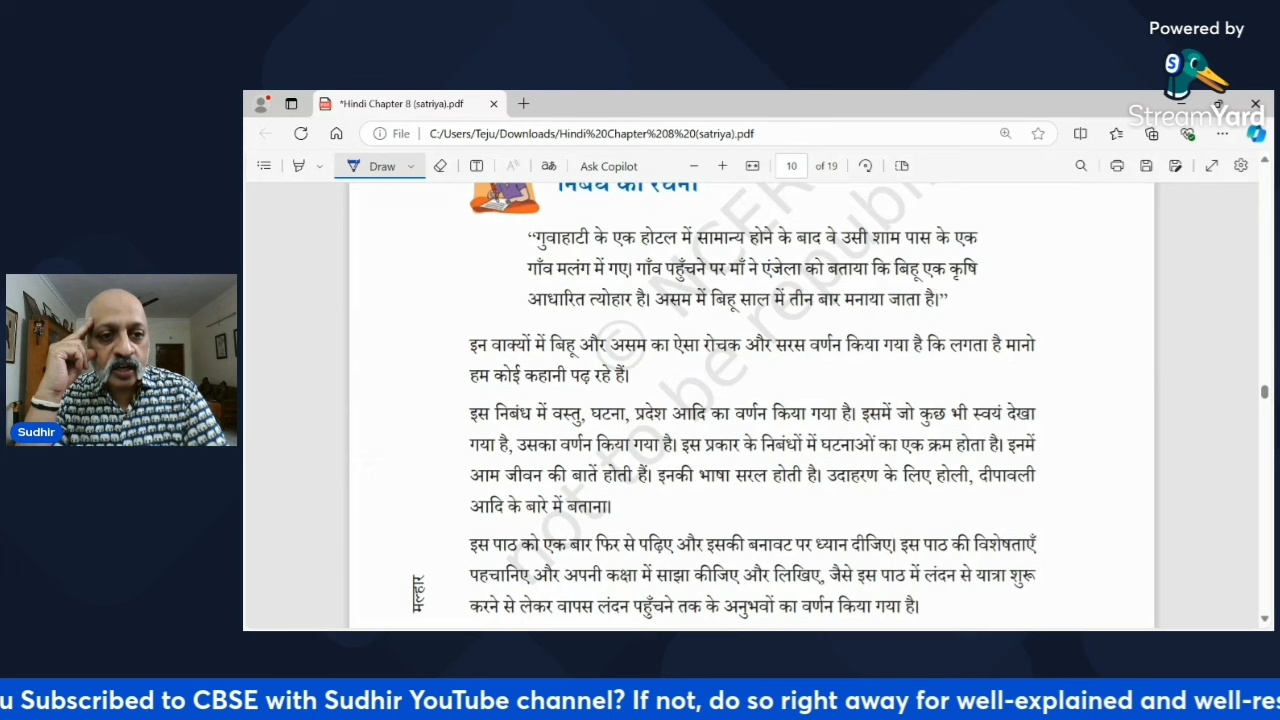 Powered by
StreamYard
*Hindi Chapter 8 (satriya).pdf
File
C:/Users/Teju/Downloads/Hindi%20Chapter%208%20(satriya).pdf
Draw
Ask Copilot
10 of 19
निबंध की रचना
“गुवाहाटी के एक होटल में सामान्य होने के बाद वे उसी शाम पास के एक
गाँव मलंग में गए। गाँव पहुँचने पर माँ ने एंजेला को बताया कि बिहू एक कृषि
आधारित त्योहार है। असम में बिहू साल में तीन बार मनाया जाता है।”
इन वाक्यों में बिहू और असम का ऐसा रोचक और सरस वर्णन किया गया है कि लगता है मानो
हम कोई कहानी पढ़ रहे हैं।
इस निबंध में वस्तु, घटना, प्रदेश आदि का वर्णन किया गया है। इसमें जो कुछ भी स्वयं देखा
गया है, उसका वर्णन किया गया है। इस प्रकार के निबंधों में घटनाओं का एक क्रम होता है। इनमें
आम जीवन की बातें होती हैं। इनकी भाषा सरल होती है। उदाहरण के लिए होली, दीपावली
आदि के बारे में बताना।
इस पाठ को एक बार फिर से पढ़िए और इसकी बनावट पर ध्यान दीजिए। इस पाठ की विशेषताएँ
पहचानिए और अपनी कक्षा में साझा कीजिए और लिखिए, जैसे इस पाठ में लंदन से यात्रा शुरू
करने से लेकर वापस लंदन पहुँचने तक के अनुभवों का वर्णन किया गया है।
मल्हार
© NCER
not to be republi
Sudhir
u Subscribed to CBSE with Sudhir YouTube channel? If not, do so right away for well-explained and well-res